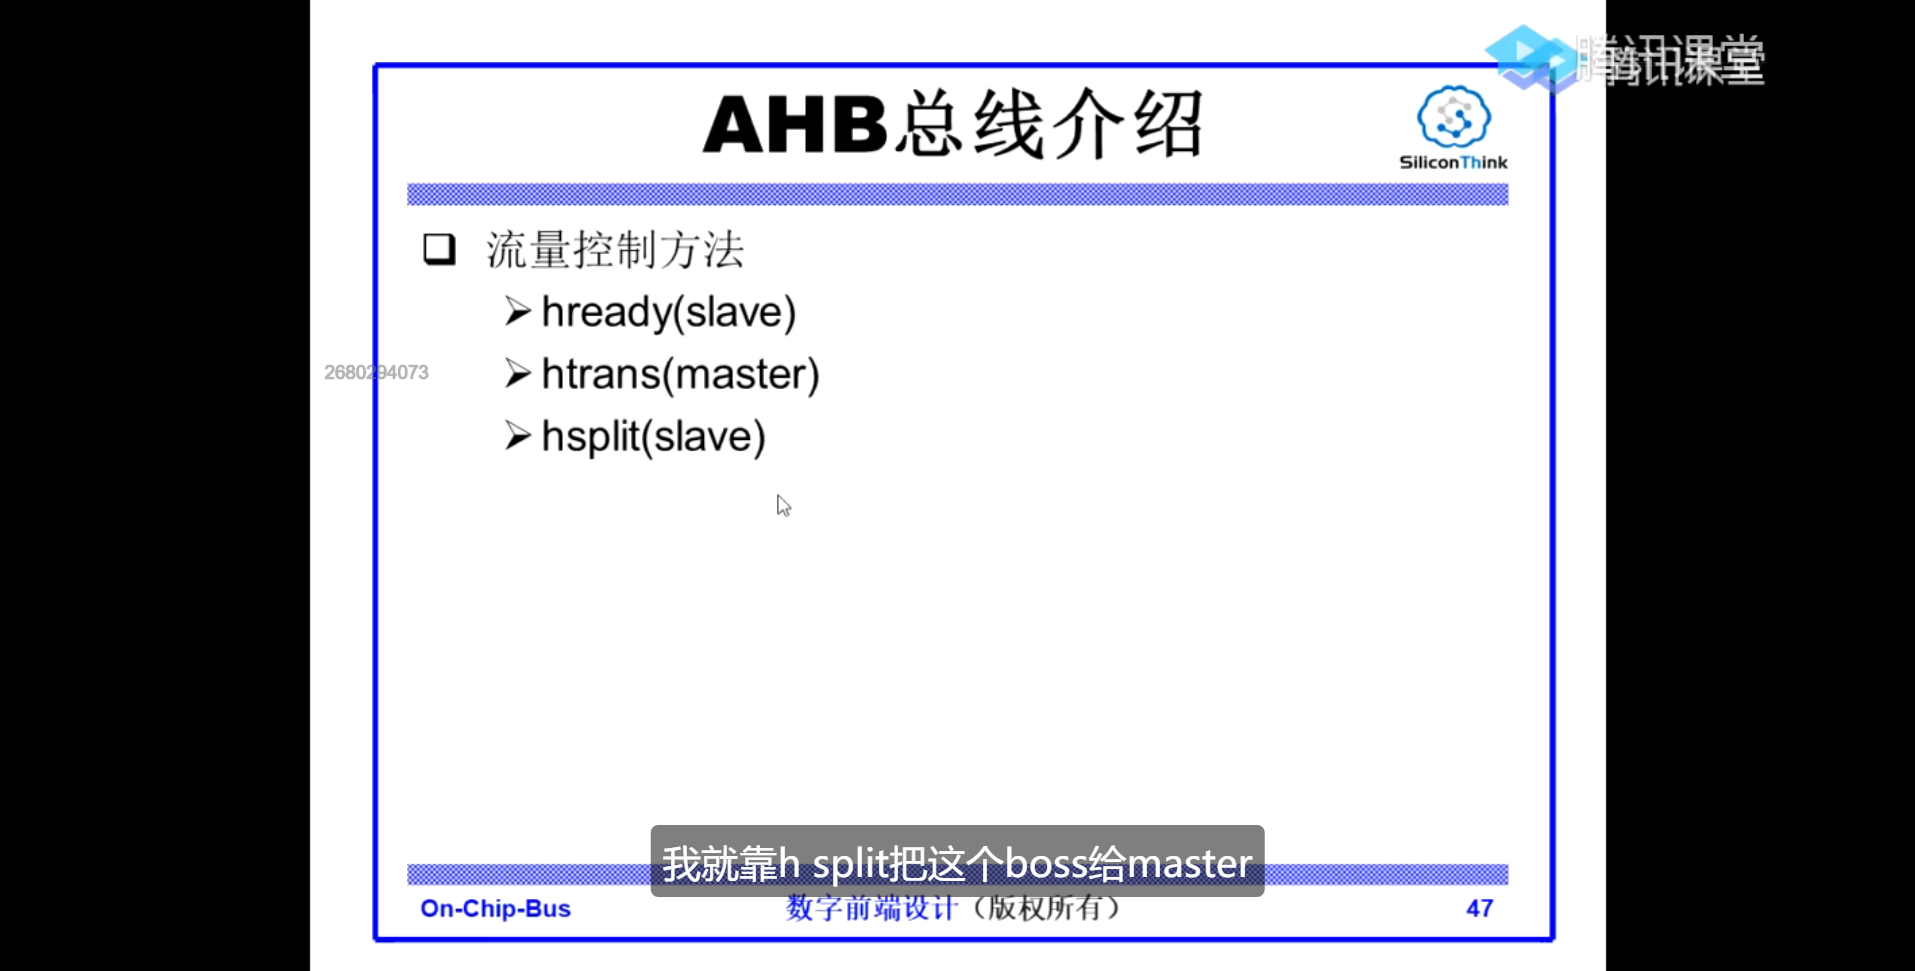 腾讯课堂
AHB总线介绍
SiliconThink
流量控制方法
hready(slave)
2680294073
htrans(master)
hsplit(slave)
我就靠h split把这个boss给master
On-Chip-Bus
数字前端设计（版权所有）
47